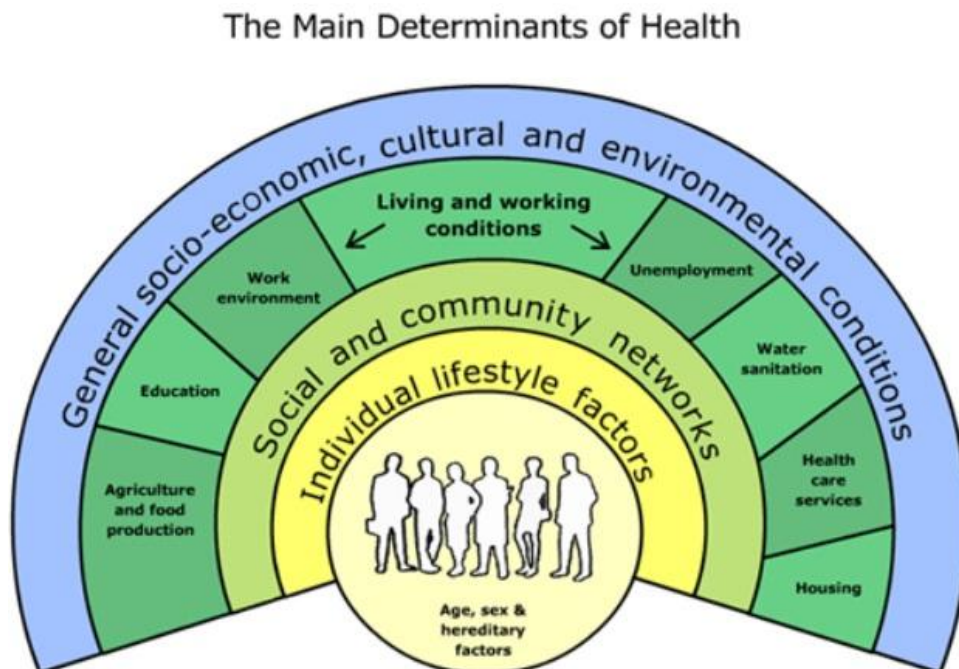 The Main Determinants of Health
General socio-economic, cultural and environmental conditions
Living and working
conditions
Work
environment
Unemployment
Education
Water
sanitation
Agriculture
and food
production
Health
care
services
Housing
Social and community networks
Individual lifestyle factors
Age, sex &
hereditary
factors